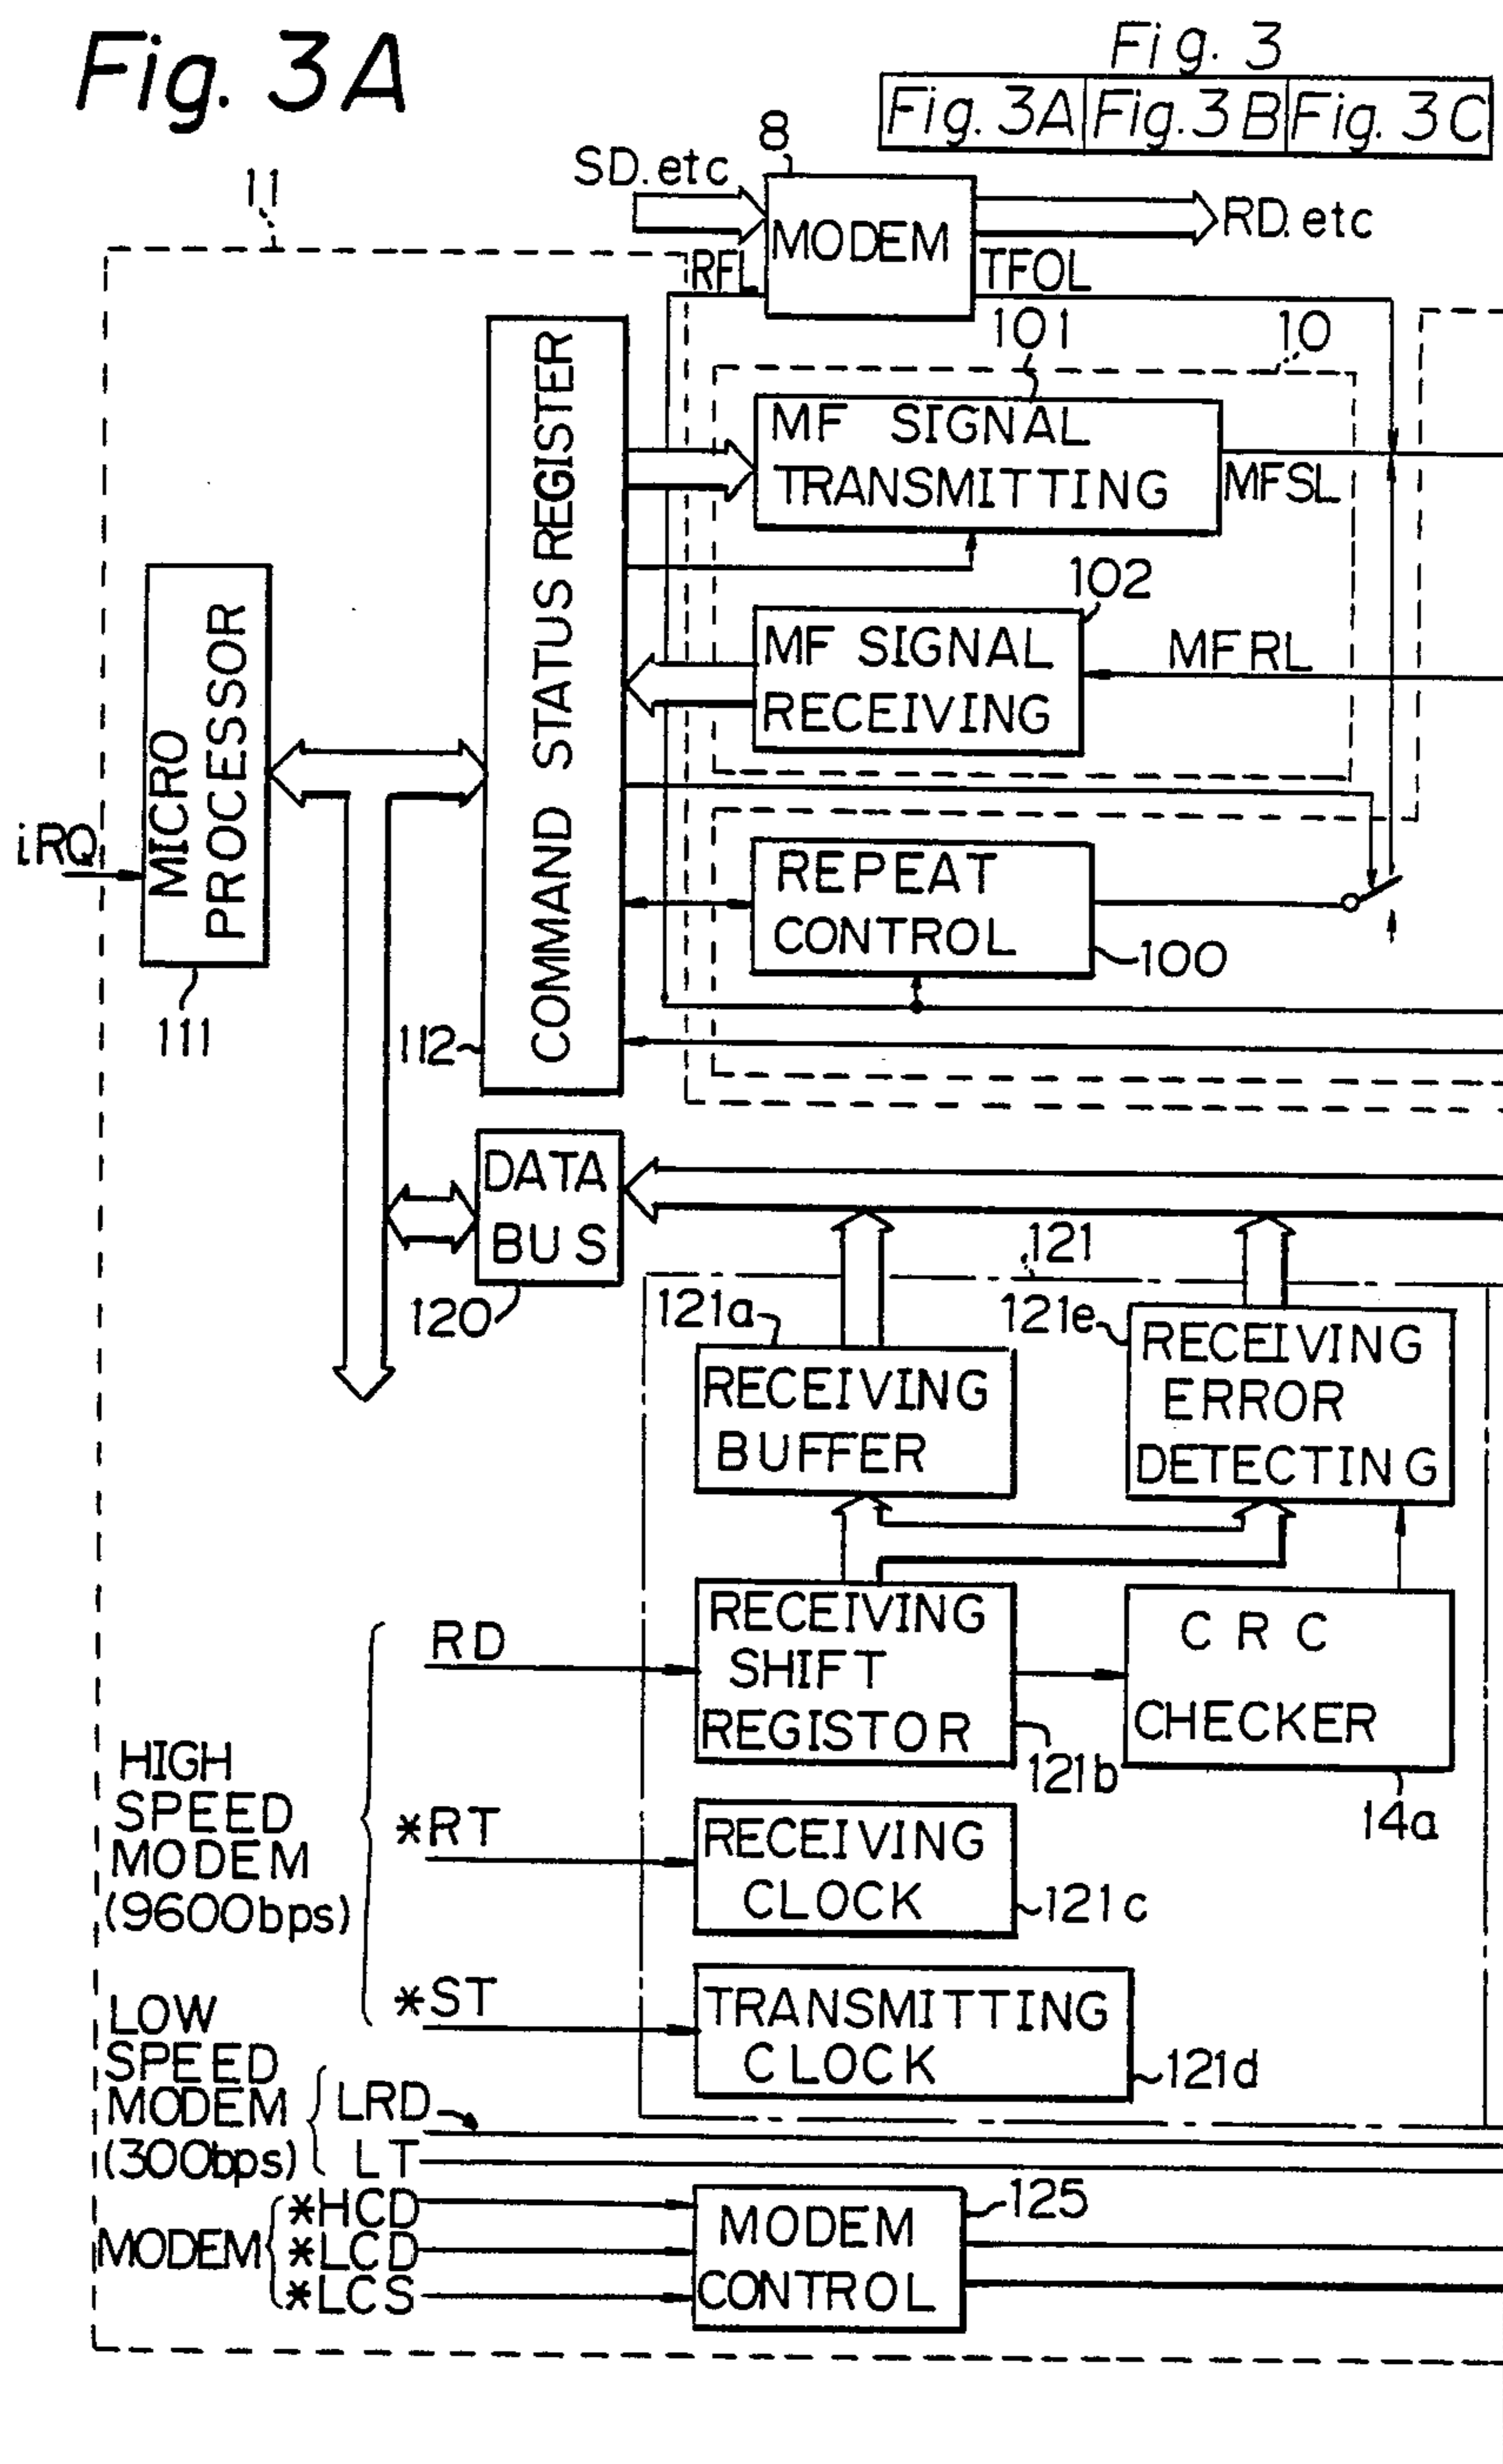 Fig. 3A
Fig. 3
Fig. 3A Fig. 3B Fig. 3C
8
SD.etc
MODEM
RD.etc
11
RFL
TFOL
101
10
MF SIGNAL
TRANSMITTING
MFSL
102
MF SIGNAL
RECEIVING
MFRL
COMMAND STATUS REGISTER
MICRO
PROCESSOR
iRQ
REPEAT
CONTROL
100
111
112
DATA
BUS
120
121
121a
121e
RECEIVING
BUFFER
RECEIVING
ERROR
DETECTING
RD
RECEIVING
SHIFT
REGISTOR
121b
CRC
CHECKER
14a
HIGH
SPEED
MODEM
(9600bps)
*RT
RECEIVING
CLOCK
121c
*ST
TRANSMITTING
CLOCK
121d
LOW
SPEED
MODEM
(300bps)
LRD
LT
MODEM
*HCD
*LCD
*LCS
MODEM
CONTROL
125